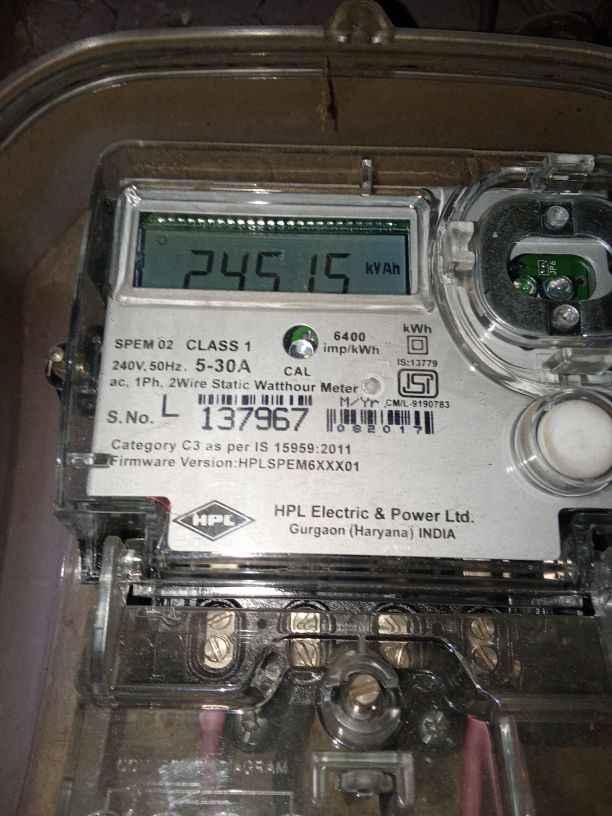 24515 kVAh
SPEM 02 CLASS 1
6400
imp/kWh
kWh
240V, 50Hz. 5-30A
CAL
IS:13779
ac, 1Ph, 2Wire Static Watthour Meter
M/Yr.
CM/L-9190783
S.No. L 137967
082017
Category C3 as per IS 15959:2011
Firmware Version:HPLSPEM6XXX01
HPL
HPL Electric & Power Ltd.
Gurgaon (Haryana) INDIA
JP6